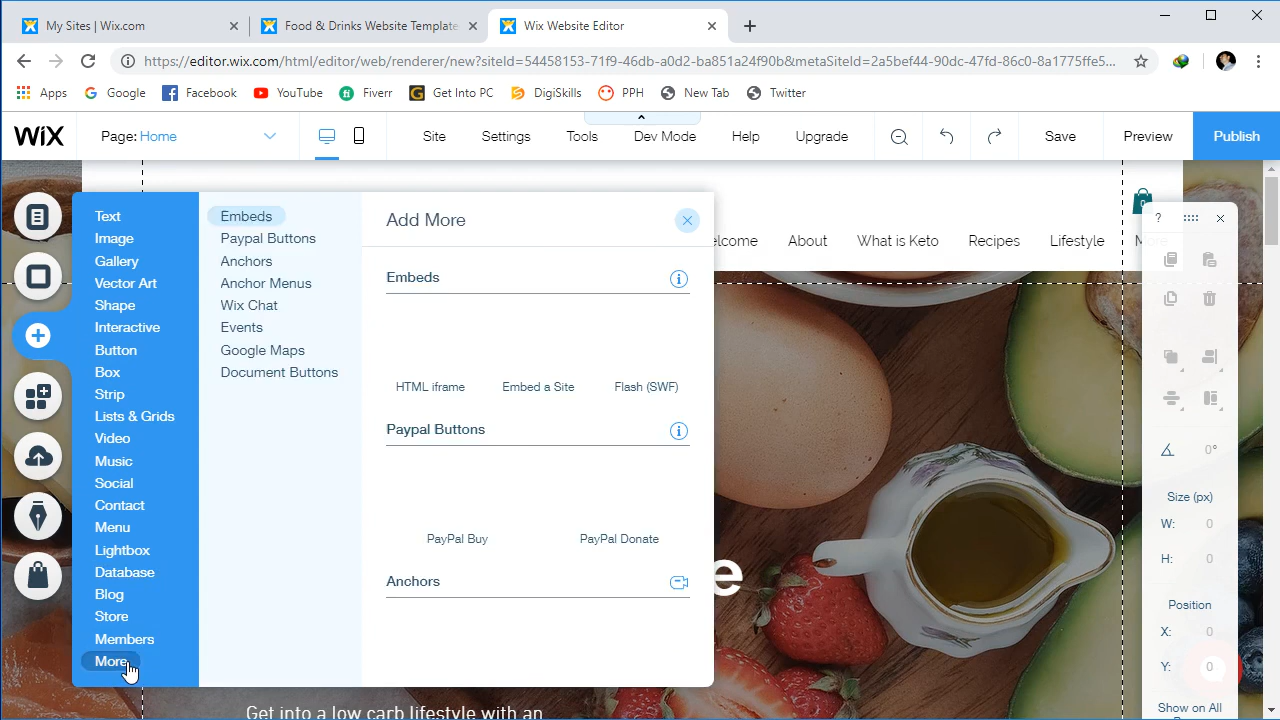 My Sites | Wix.com
Food & Drinks Website Template
Wix Website Editor
https://editor.wix.com/html/editor/web/renderer/new?siteId=54458153-71f9-46db-a0d2-ba851a24f90b&metaSiteId=2a5bef44-90dc-47fd-86c0-8a1775ffe5...
Apps
Google
Facebook
YouTube
Fiverr
Get Into PC
DigiSkills
PPH
New Tab
Twitter
WiX
Page: Home
Site
Settings
Tools
Dev Mode
Help
Upgrade
Save
Preview
Publish
Text
Image
Gallery
Vector Art
Shape
Interactive
Button
Box
Strip
Lists & Grids
Video
Music
Social
Contact
Menu
Lightbox
Database
Blog
Store
Members
More
Embeds
Paypal Buttons
Anchors
Anchor Menus
Wix Chat
Events
Google Maps
Document Buttons
Add More
Embeds
HTML iframe
Embed a Site
Flash (SWF)
Paypal Buttons
PayPal Buy
PayPal Donate
Anchors
0
elcome
About
What is Keto
Recipes
Lifestyle
More
?
0°
Size (px)
W: 0
H: 0
Position
X: 0
Y: 0
Show on All
e
Get into a low carb lifestyle with an